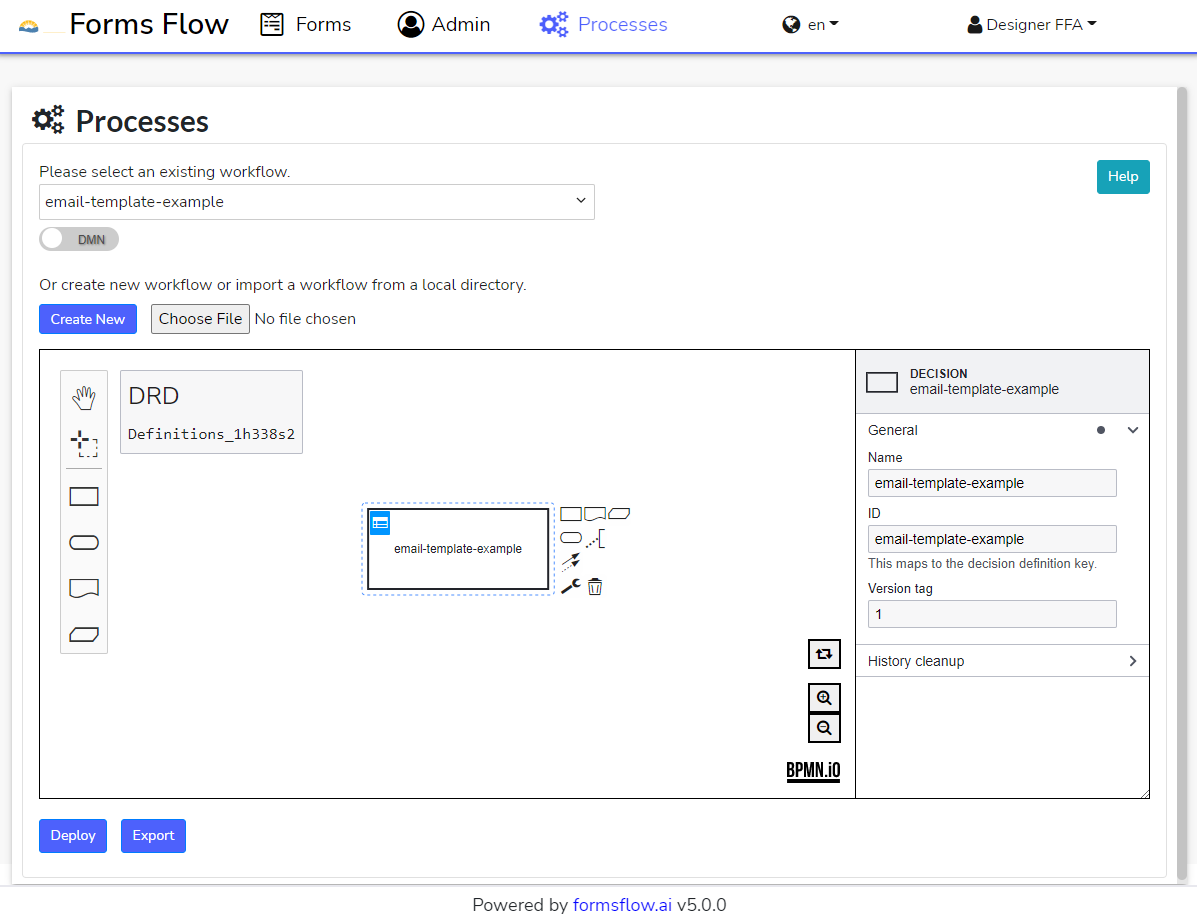 Forms Flow Forms Admin Processes en Designer FFA
Processes
Please select an existing workflow.
Help
email-template-example
DMN
Or create new workflow or import a workflow from a local directory.
Create New Choose File No file chosen
DRD
Definitions_1h338s2
email-template-example
BPMN.iO
DECISION
email-template-example
General
Name
email-template-example
ID
email-template-example
This maps to the decision definition key.
Version tag
1
History cleanup
Deploy Export
Powered by formsflow.ai v5.0.0